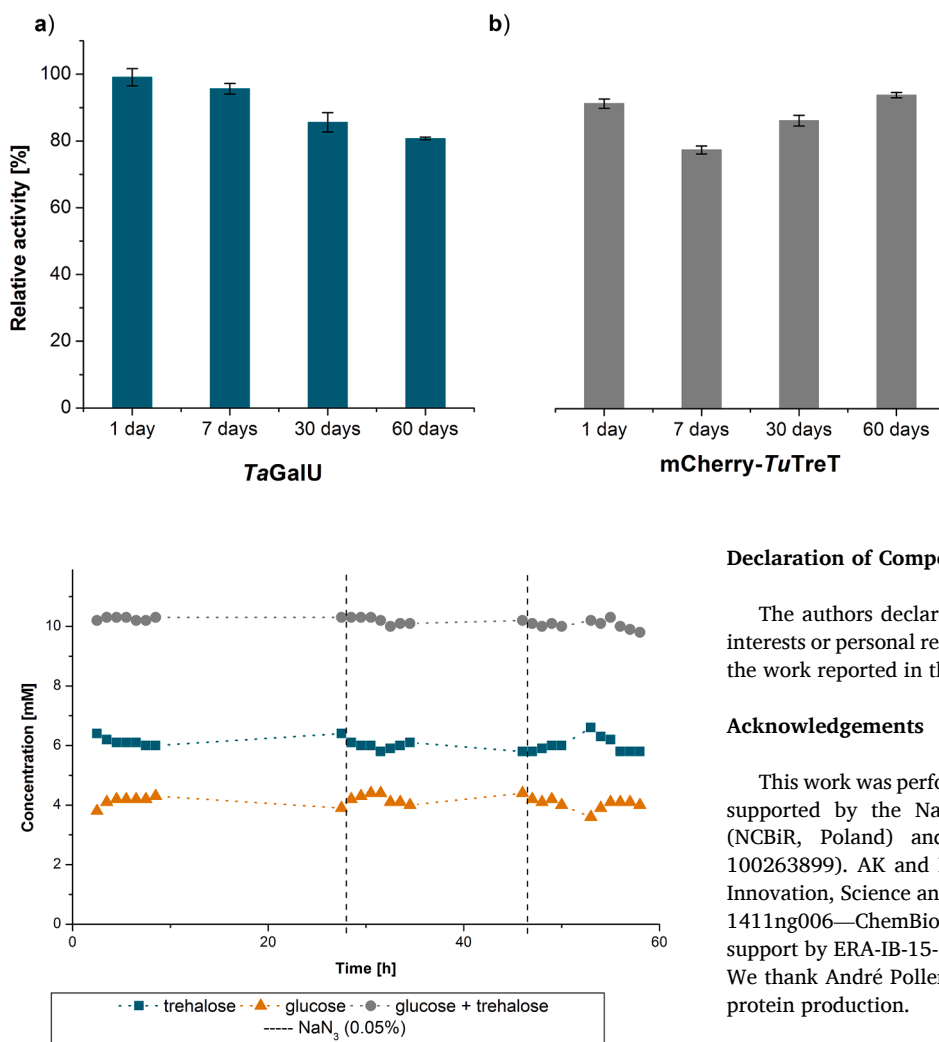 a)
b)
Relative activity [%]
100
80
60
40
20
0
1 day 7 days 30 days 60 days
TaGalU
1 day 7 days 30 days 60 days
mCherry-TuTreT
Concentration [mM]
10
8
6
4
2
0
0 20 40 60
Time [h]
trehalose glucose glucose + trehalose
NaN₃ (0.05%)
Declaration of Compe
The authors declar
interests or personal re
the work reported in th
Acknowledgements
This work was perfo
supported by the Na
(NCBiR, Poland) and
100263899). AK and
Innovation, Science an
1411ng006—ChemBio
support by ERA-IB-15-
We thank André Poller
protein production.